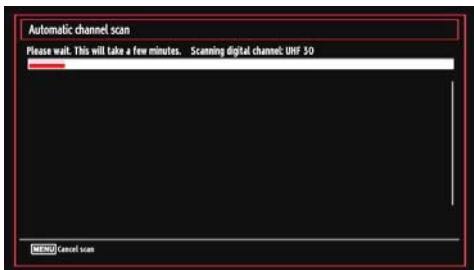 Automatic channel scan
Please wait. This will take a few minutes. Scanning digital channel: UHF 30
MENU Cancel scan